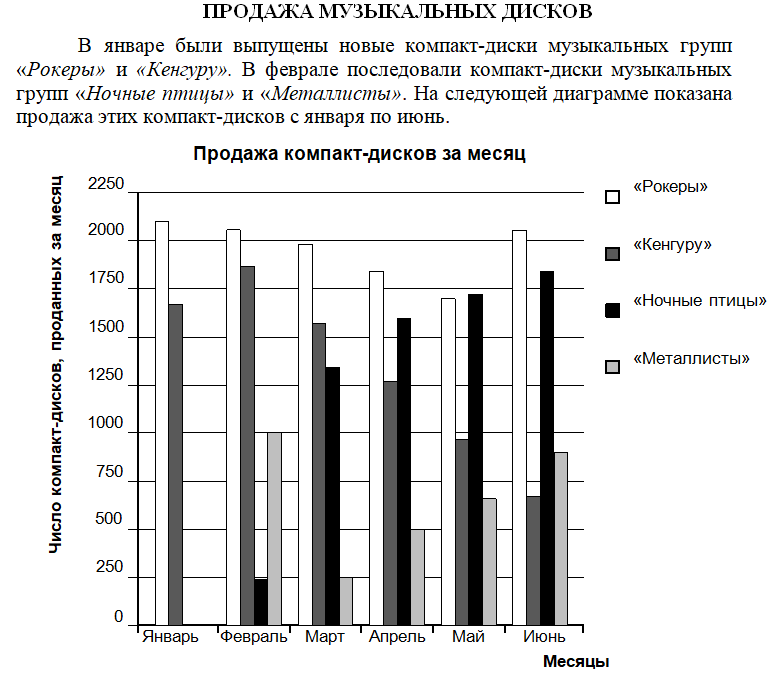 ПРОДАЖА МУЗЫКАЛЬНЫХ ДИСКОВ
В январе были выпущены новые компакт-диски музыкальных групп
«Рокеры» и «Кенгуру». В феврале последовали компакт-диски музыкальных
групп «Ночные птицы» и «Металлисты». На следующей диаграмме показана
продажа этих компакт-дисков с января по июнь.
Продажа компакт-дисков за месяц
Число компакт-дисков, проданных за месяц
2250
2000
1750
1500
1250
1000
750
500
250
0
Январь Февраль Март Апрель Май Июнь
Месяцы
«Рокеры»
«Кенгуру»
«Ночные птицы»
«Металлисты»